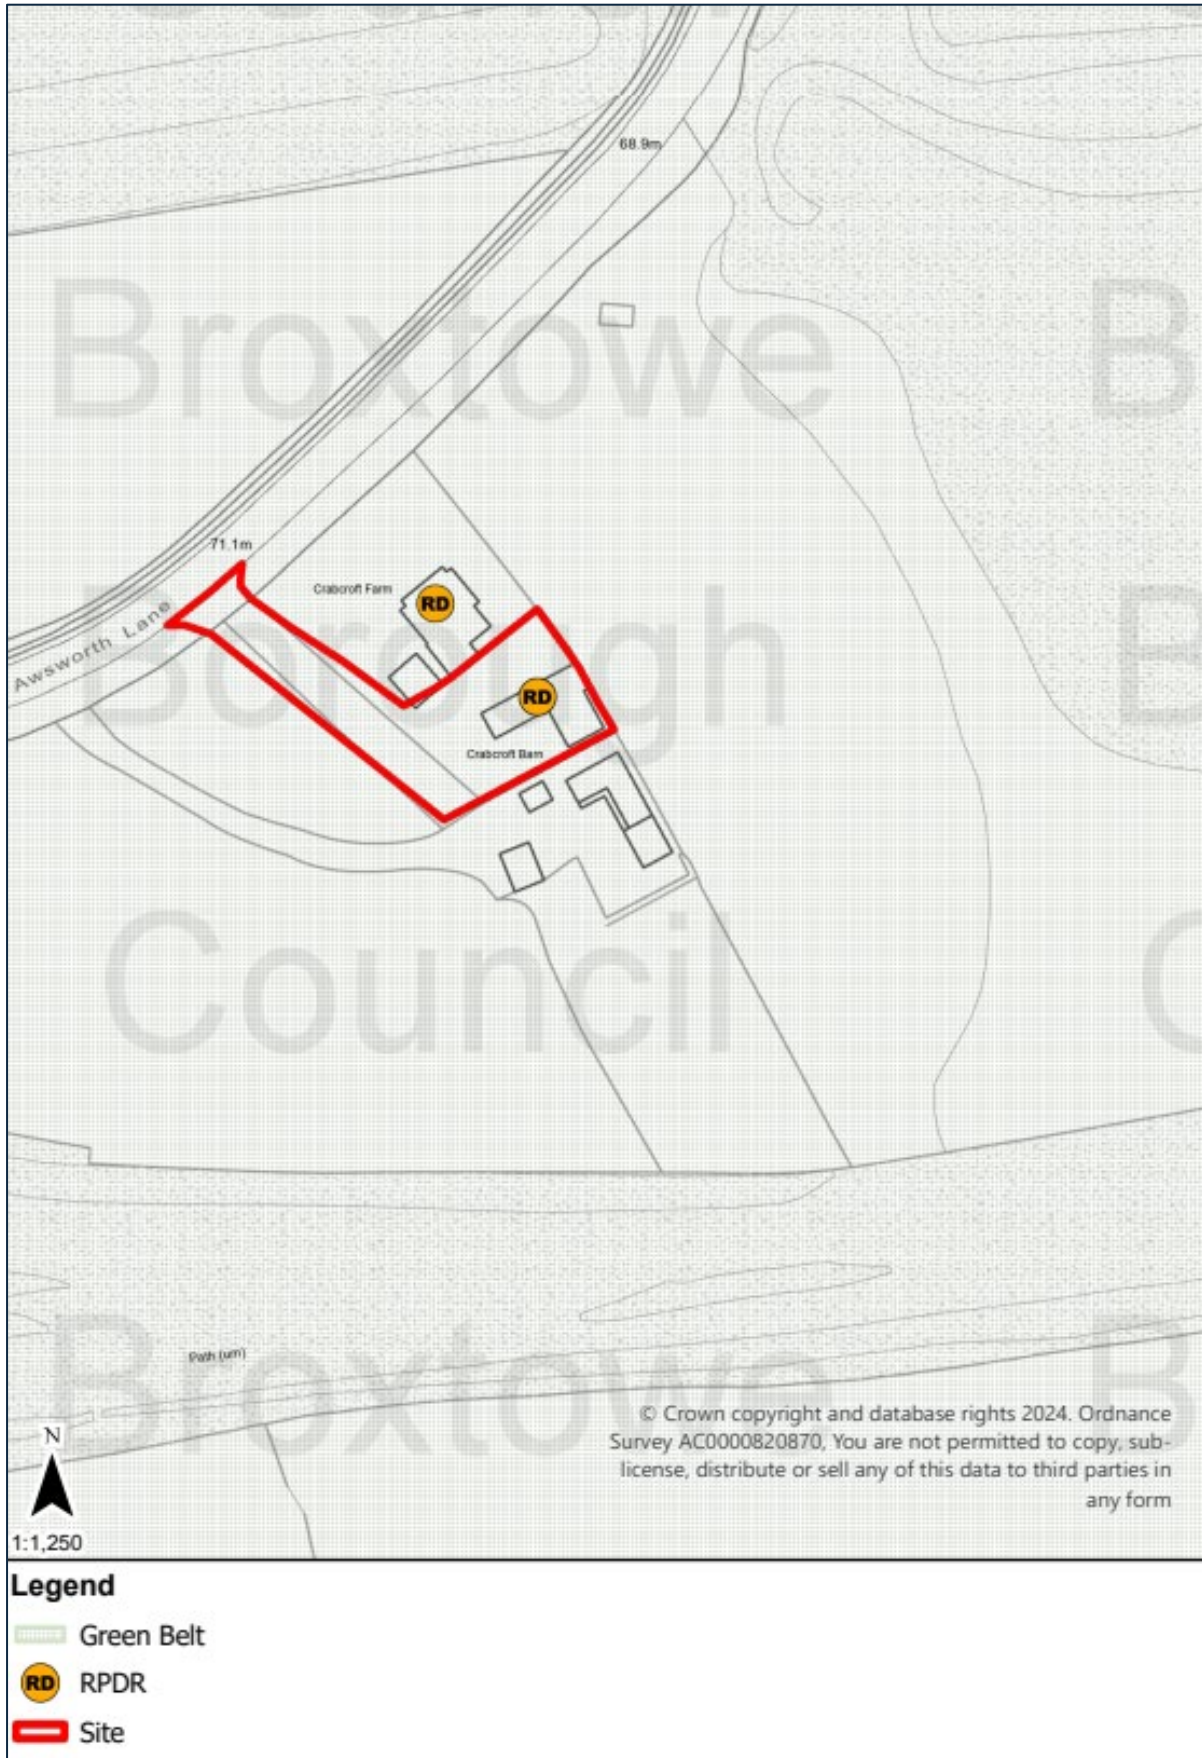 68.9m
Broxtowe
B
71.1m
Crabcroft Farm
RD
Awsworth Lane
Borough
B
RD
Crabcroft Barn
Council
C
Path (um)
Broxtowe
B
© Crown copyright and database rights 2024. Ordnance
Survey AC0000820870, You are not permitted to copy, sub-
license, distribute or sell any of this data to third parties in
any form
N
1:1,250
Legend
Green Belt
RD RPDR
Site